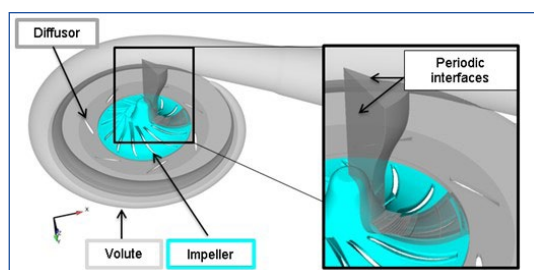 Diffusor
Periodic
interfaces
Volute
Impeller
x